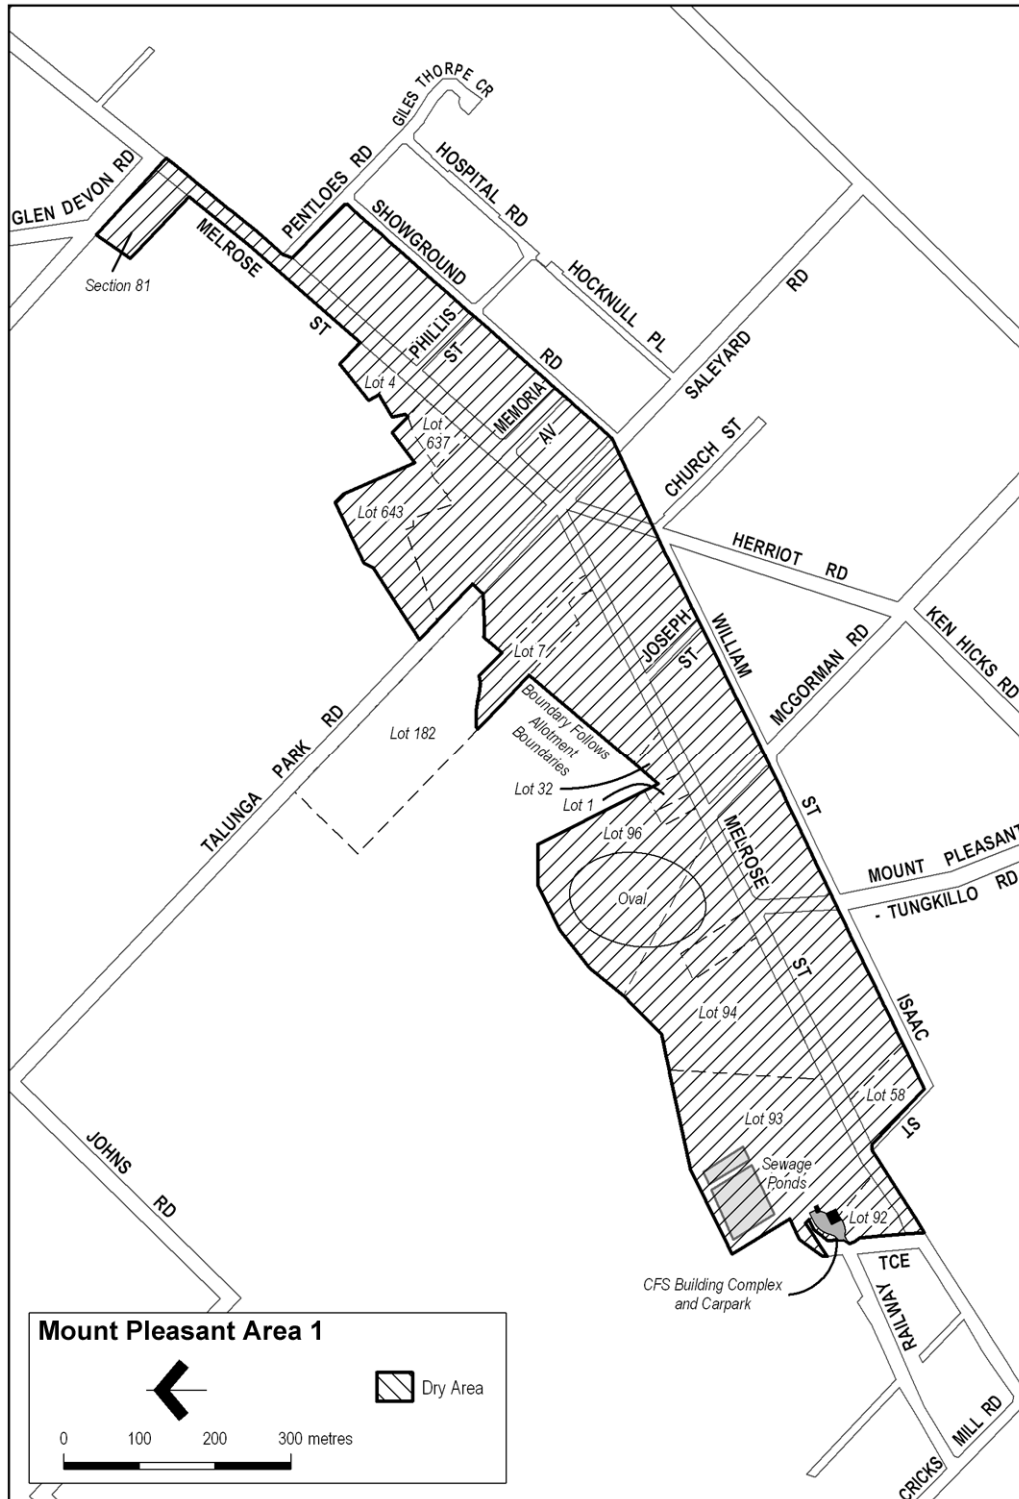 GILES THORPE CR
HOSPITAL RD
PENTLOES RD
GLEN DEVON RD
SHOWGROUND RD
MELROSE ST
Section 81
HOCKNULL PL
SALEYARD RD
PHILLIS ST
Lot 4
MEMORIA
AV
Lot
637
CHURCH ST
Lot 643
HERRIOT RD
KEN HICKS RD
JOSEPH ST
WILLIAM ST
MCGORMAN RD
Lot 7
Boundary Follows
Allotment
Boundaries
Lot 182
TALUNGA PARK RD
Lot 32
Lot 1
Lot 96
MELROSE ST
MOUNT PLEASANT
- TUNGKILLO RD
Oval
ISAAC ST
Lot 94
Lot 58
Lot 93
JOHNS RD
Sewage
Ponds
Lot 92
TCE
RAILWAY
CFS Building Complex
and Carpark
MILL RD
CRICKS
Mount Pleasant Area 1
Dry Area
0 100 200 300 metres